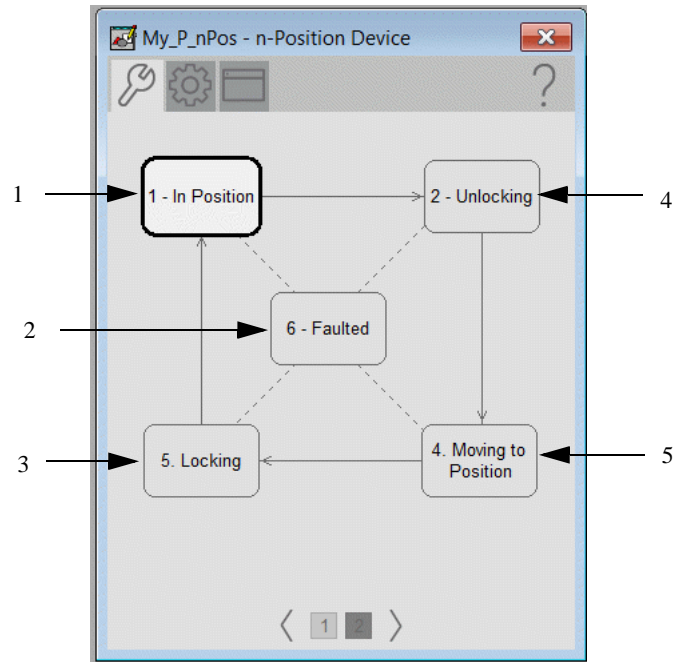 My_P_nPos - n-Position Device
?
1
1 - In Position
2 - Unlocking
4
2
6 - Faulted
3
5. Locking
4. Moving to
Position
5
1
2